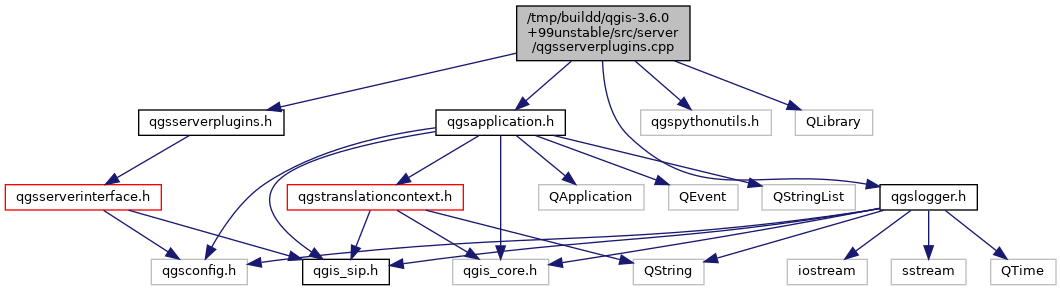 /tmp/buildd/qgis-3.6.0
+99unstable/src/server
/qgsserverplugins.cpp
qgsserverplugins.h
qgsapplication.h
qgspythonutils.h
QLibrary
qgsserverinterface.h
qgstranslationcontext.h
QApplication
QEvent
QStringList
qgslogger.h
qgsconfig.h
qgis_sip.h
qgis_core.h
QString
iostream
sstream
QTime